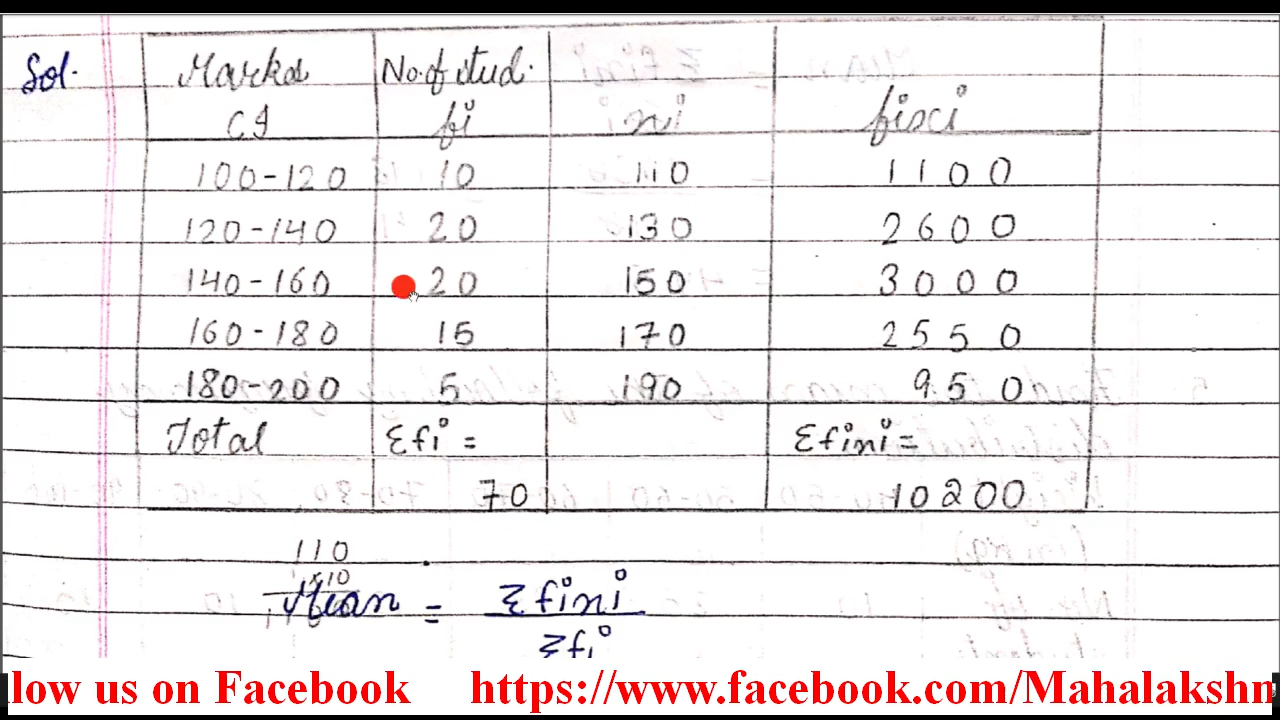 Sol.
Marks No. of stud.
CI fi xi fixi
100-120 10 110 1100
120-140 20 130 2600
140-160 20 150 3000
160-180 15 170 2550
180-200 5 190 950
Total Σfi = Σfixi =
70 10200
110
×10
Mean = Σfixi
Σfi
low us on Facebook https://www.facebook.com/Mahalakshm